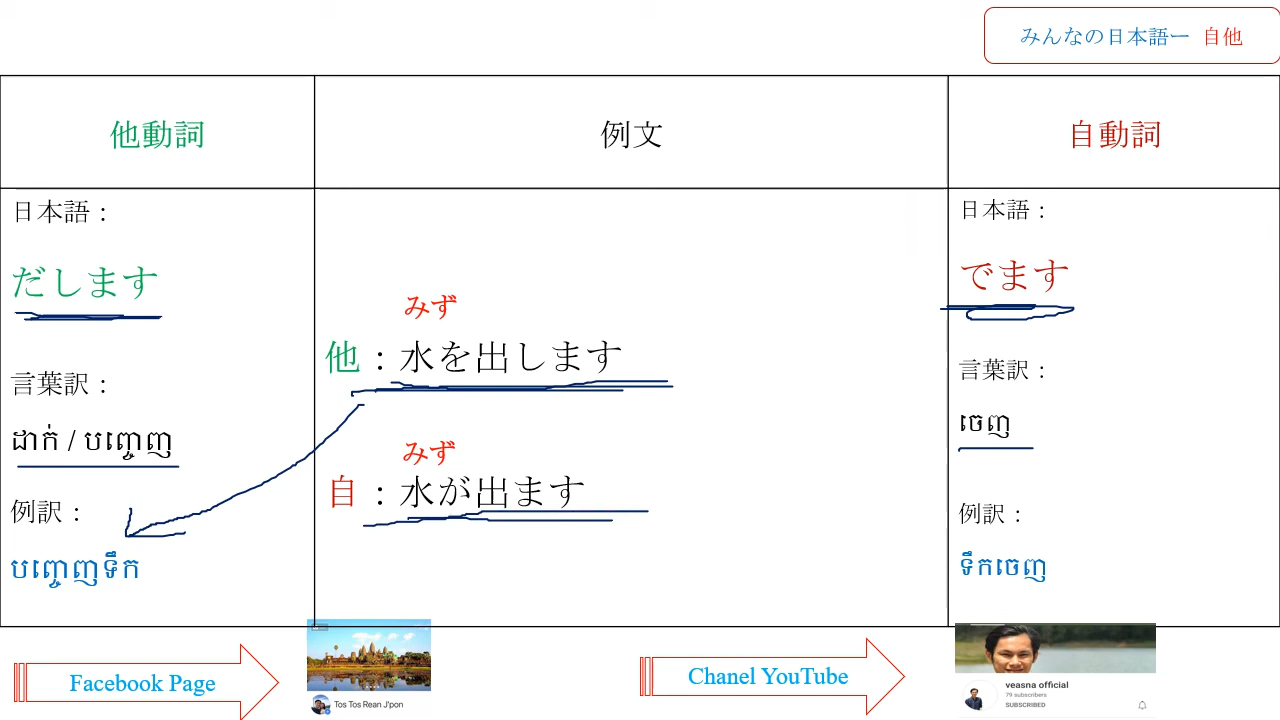 みんなの日本語一 自他
他動詞
例文
自動詞
日本語：
だします
言葉訳：
ដាក់ / បញ្ចេញ
例訳：
បញ្ចេញទឹក
みず
他：水を出します
みず
自：水が出ます
日本語：
でます
言葉訳：
ចេញ
例訳：
ទឹកចេញ
Facebook Page
Tos Tos Rean J'pon
Chanel YouTube
veasna official
79 subscribers
SUBSCRIBED